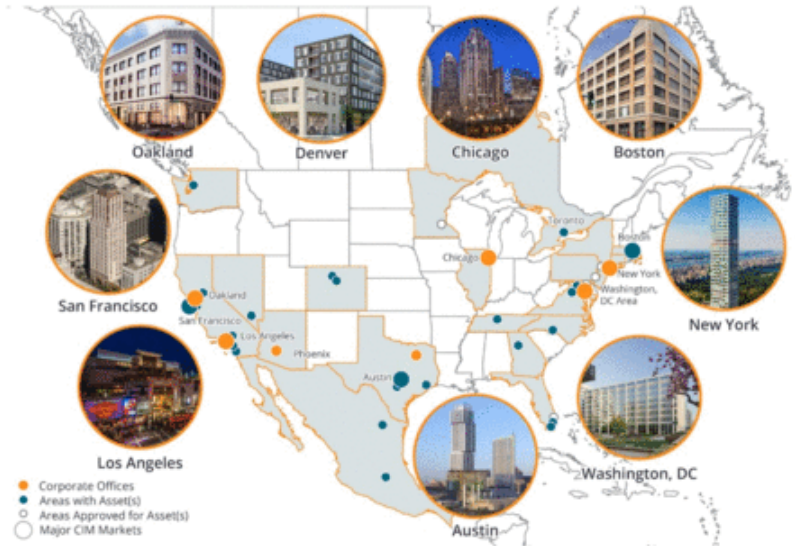 Oakland
Denver
Chicago
Boston
San Francisco
Los Angeles
New York
Washington, DC
Austin
Toronto
Boston
Chicago
New York
Washington,
DC Area
Oakland
San Francisco
Los Angeles
Phoenix
Austin
Corporate Offices
Areas with Asset(s)
Areas Approved for Asset(s)
Major CIM Markets